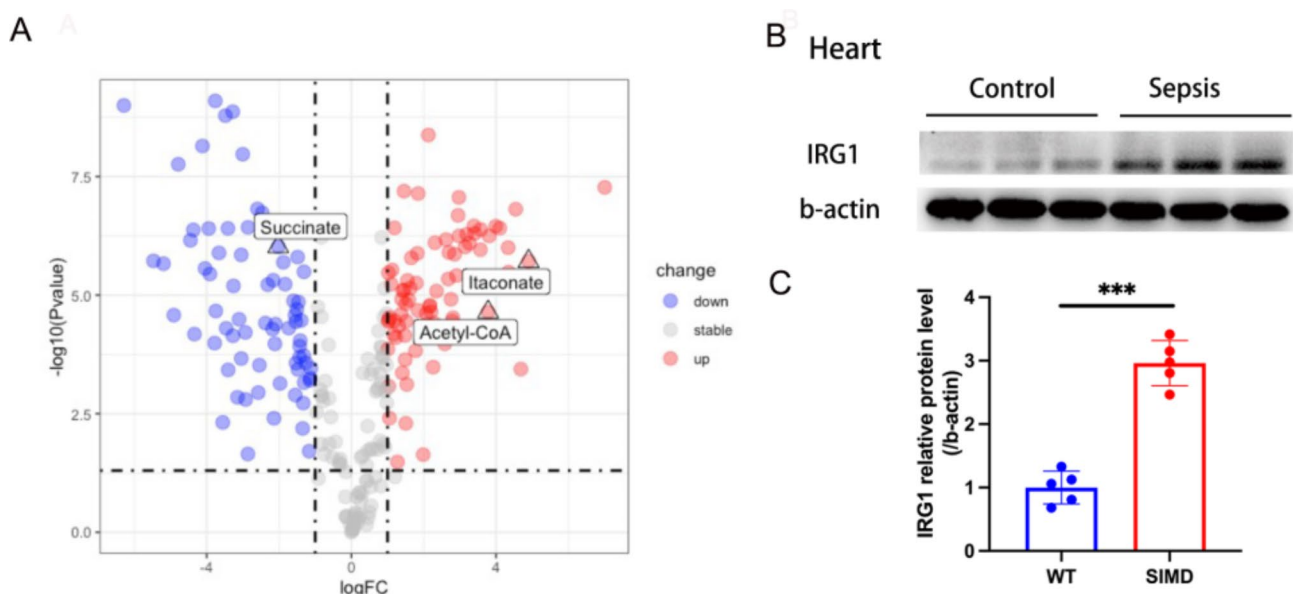 A
A
9.0
7.5
5.0
2.5
0.0
-log10(Pvalue)
-4
0
4
logFC
Succinate
Itaconate
Acetyl-CoA
change
down
stable
up
B
B
Heart
Control
Sepsis
IRG1
b-actin
C
IRG1 relative protein level
(/b-actin)
4
3
2
1
0
***
WT
SIMD